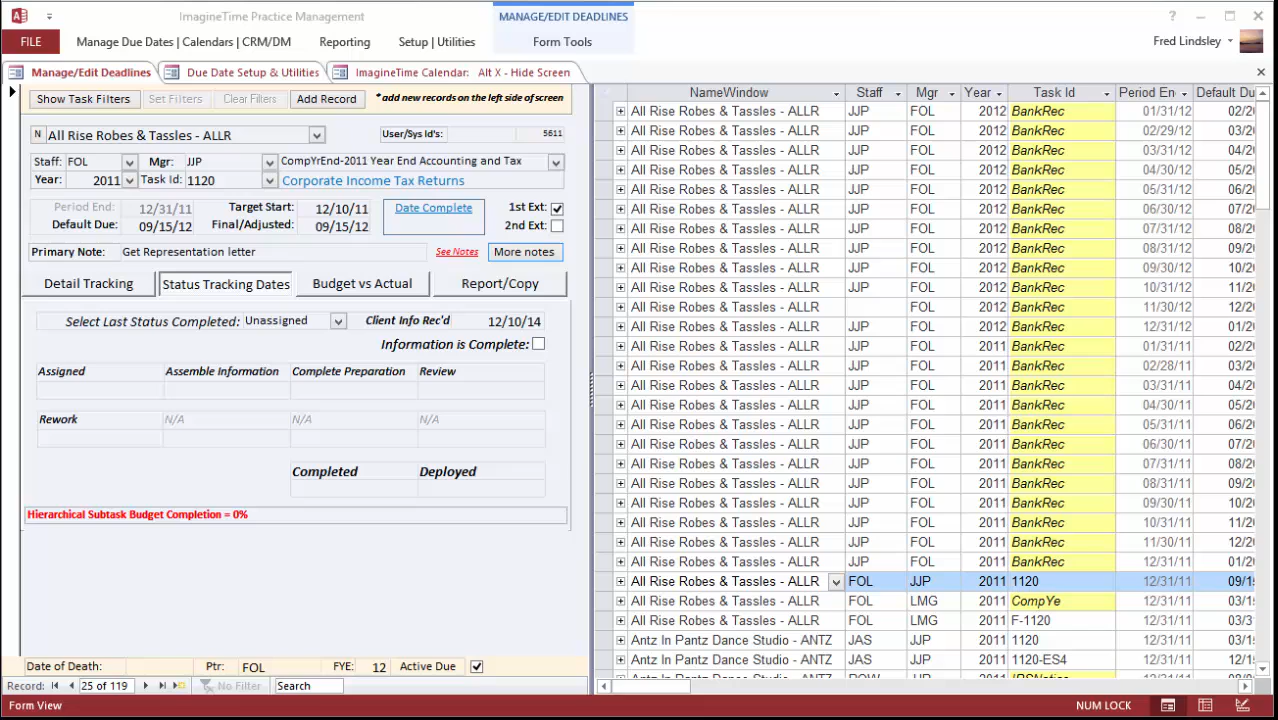 ImagineTime Practice Management
MANAGE/EDIT DEADLINES
FILE
Manage Due Dates | Calendars | CRM/DM
Reporting
Setup | Utilities
Form Tools
Fred Lindsley
Manage/Edit Deadlines
Due Date Setup & Utilities
ImagineTime Calendar: Alt X - Hide Screen
Show Task Filters
Set Filters
Clear Filters
Add Record
* add new records on the left side of screen
N All Rise Robes & Tassles - ALLR
User/Sys Id's: 5611
Staff: FOL Mgr: JJP CompYrEnd-2011 Year End Accounting and Tax
Year: 2011 Task Id: 1120 Corporate Income Tax Returns
Period End: 12/31/11 Target Start: 12/10/11 Date Complete 1st Ext:
Default Due: 09/15/12 Final/Adjusted: 09/15/12 2nd Ext:
Primary Note: Get Representation letter See Notes More notes
Detail Tracking
Status Tracking Dates
Budget vs Actual
Report/Copy
Select Last Status Completed: Unassigned Client Info Rec'd 12/10/14
Information is Complete:
Assigned Assemble Information Complete Preparation Review
Rework N/A N/A N/A
Completed Deployed
Hierarchical Subtask Budget Completion = 0%
Date of Death: Ptr: FOL FYE: 12 Active Due
Record: 25 of 119 No Filter Search
NameWindow Staff Mgr Year Task Id Period En Default Du
All Rise Robes & Tassles - ALLR JJP FOL 2012 BankRec 01/31/12 02/20
All Rise Robes & Tassles - ALLR JJP FOL 2012 BankRec 02/29/12 03/2
All Rise Robes & Tassles - ALLR JJP FOL 2012 BankRec 03/31/12 04/2
All Rise Robes & Tassles - ALLR JJP FOL 2012 BankRec 04/30/12 05/2
All Rise Robes & Tassles - ALLR JJP FOL 2012 BankRec 05/31/12 06/2
All Rise Robes & Tassles - ALLR JJP FOL 2012 BankRec 06/30/12 07/2
All Rise Robes & Tassles - ALLR JJP FOL 2012 BankRec 07/31/12 08/2
All Rise Robes & Tassles - ALLR JJP FOL 2012 BankRec 08/31/12 09/2
All Rise Robes & Tassles - ALLR JJP FOL 2012 BankRec 09/30/12 10/2
All Rise Robes & Tassles - ALLR JJP FOL 2012 BankRec 10/31/12 11/2
All Rise Robes & Tassles - ALLR FOL 2012 BankRec 11/30/12 12/2
All Rise Robes & Tassles - ALLR JJP FOL 2012 BankRec 12/31/12 01/2
All Rise Robes & Tassles - ALLR JJP FOL 2011 BankRec 01/31/11 02/2
All Rise Robes & Tassles - ALLR JJP FOL 2011 BankRec 02/28/11 03/2
All Rise Robes & Tassles - ALLR JJP FOL 2011 BankRec 03/31/11 04/2
All Rise Robes & Tassles - ALLR JJP FOL 2011 BankRec 04/30/11 05/2
All Rise Robes & Tassles - ALLR JJP FOL 2011 BankRec 05/31/11 06/2
All Rise Robes & Tassles - ALLR JJP FOL 2011 BankRec 06/30/11 07/2
All Rise Robes & Tassles - ALLR JJP FOL 2011 BankRec 07/31/11 08/2
All Rise Robes & Tassles - ALLR JJP FOL 2011 BankRec 08/31/11 09/2
All Rise Robes & Tassles - ALLR JJP FOL 2011 BankRec 09/30/11 10/2
All Rise Robes & Tassles - ALLR JJP FOL 2011 BankRec 10/31/11 11/2
All Rise Robes & Tassles - ALLR JJP FOL 2011 BankRec 11/30/11 12/2
All Rise Robes & Tassles - ALLR JJP FOL 2011 BankRec 12/31/11 01/2
All Rise Robes & Tassles - ALLR FOL JJP 2011 1120 12/31/11 09/1
All Rise Robes & Tassles - ALLR FOL LMG 2011 CompYe 12/31/11 03/1
All Rise Robes & Tassles - ALLR FOL LMG 2011 F-1120 12/31/11 03/3
Antz In Pantz Dance Studio - ANTZ JAS JJP 2011 1120 12/31/11 03/1
Antz In Pantz Dance Studio - ANTZ JAS JJP 2011 1120-ES4 12/31/11 12/1
Form View
NUM LOCK